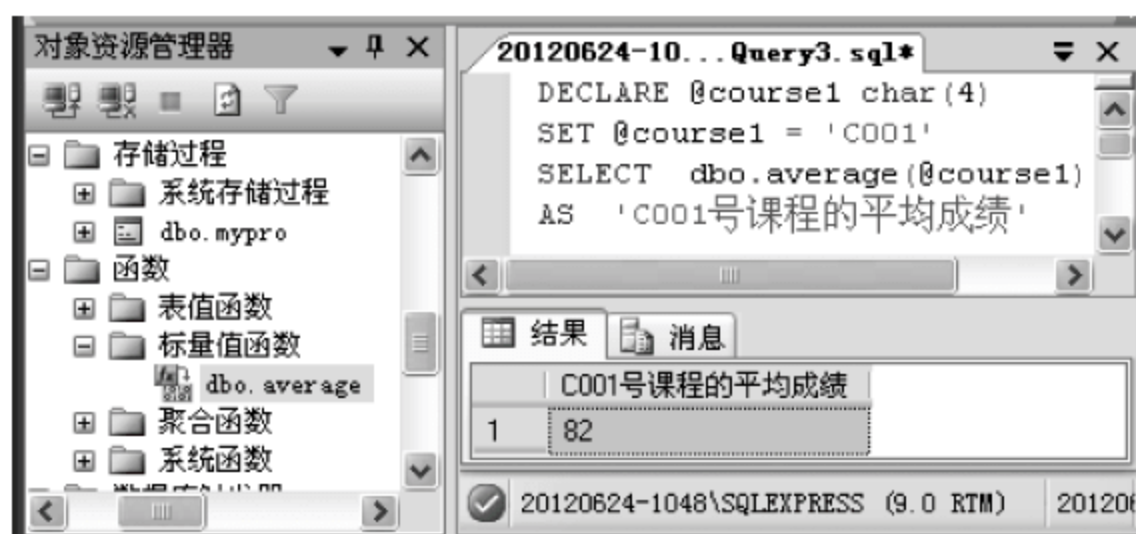 对象资源管理器
存储过程
系统存储过程
dbo.mypro
函数
表值函数
标量值函数
dbo.average
聚合函数
系统函数
20120624-10...Query3.sql*
DECLARE @course1 char(4)
SET @course1 = 'C001'
SELECT dbo.average(@course1)
AS 'C001号课程的平均成绩'
结果
消息
C001号课程的平均成绩
1 82
20120624-1048\SQLEXPRESS (9.0 RTM)